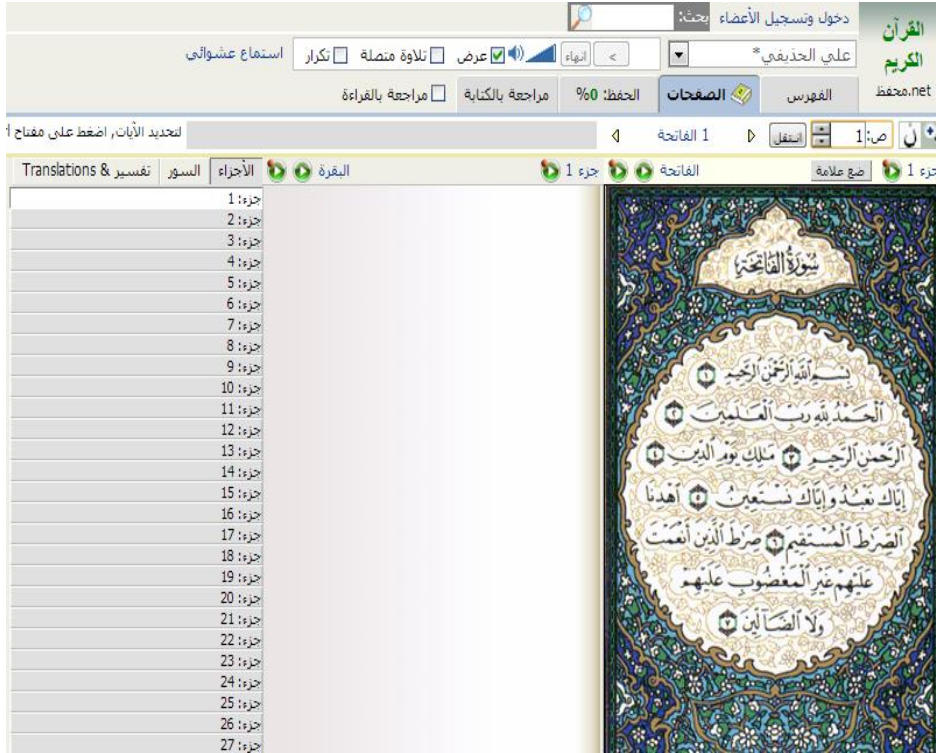 القرآن
الكريم
محفظ.net
دخول وتسجيل الأعضاء بحث:
علي الحذيفي*
< انهاء عرض تلاوة متصلة تكرار استماع عشوائي
الفهرس الصفحات الحفظ: 0% مراجعة بالكتابة مراجعة بالقراءة
ص: 1 انتقل 1 الفاتحة لتحديد الآيات, اضغط على مفتاح
جزء 1 ضع علامة الفاتحة جزء 1 البقرة
الأجزاء السور تفسير & Translations
سُورَةُ الفَاتِحَةِ
بِسْمِ ٱللَّهِ ٱلرَّحْمَٰنِ ٱلرَّحِيمِ ١
ٱلْحَمْدُ لِلَّهِ رَبِّ ٱلْعَٰلَمِينَ ٢
ٱلرَّحْمَٰنِ ٱلرَّحِيمِ ٣ مَٰلِكِ يَوْمِ ٱلدِّينِ ٤
إِيَّاكَ نَعْبُدُ وَإِيَّاكَ نَسْتَعِينُ ٥ ٱهْدِنَا
ٱلصِّرَٰطَ ٱلْمُسْتَقِيمَ ٦ صِرَٰطَ ٱلَّذِينَ أَنْعَمْتَ
عَلَيْهِمْ غَيْرِ ٱلْمَغْضُوبِ عَلَيْهِمْ
وَلَا ٱلضَّآلِّينَ ٧
جزء: 1
جزء: 2
جزء: 3
جزء: 4
جزء: 5
جزء: 6
جزء: 7
جزء: 8
جزء: 9
جزء: 10
جزء: 11
جزء: 12
جزء: 13
جزء: 14
جزء: 15
جزء: 16
جزء: 17
جزء: 18
جزء: 19
جزء: 20
جزء: 21
جزء: 22
جزء: 23
جزء: 24
جزء: 25
جزء: 26
جزء: 27